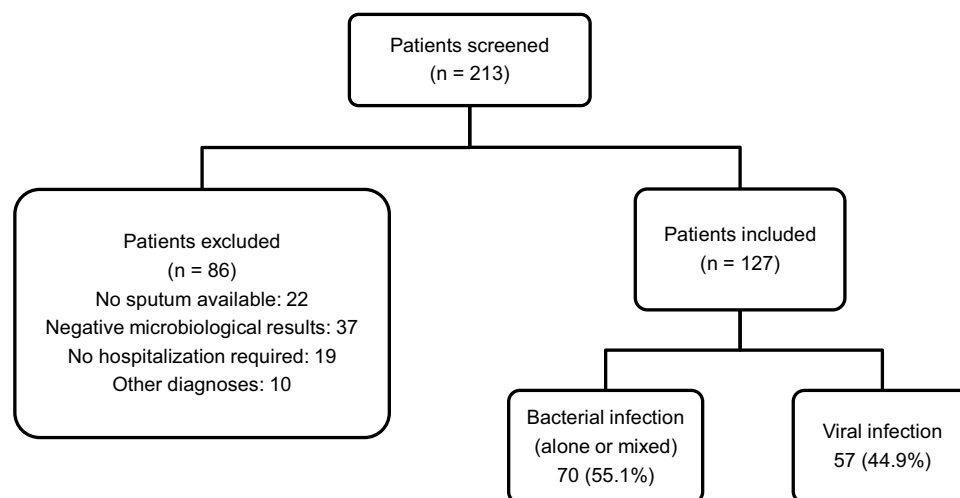 Patients screened
(n = 213)
Patients excluded
(n = 86)
No sputum available: 22
Negative microbiological results: 37
No hospitalization required: 19
Other diagnoses: 10
Patients included
(n = 127)
Bacterial infection
(alone or mixed)
70 (55.1%)
Viral infection
57 (44.9%)